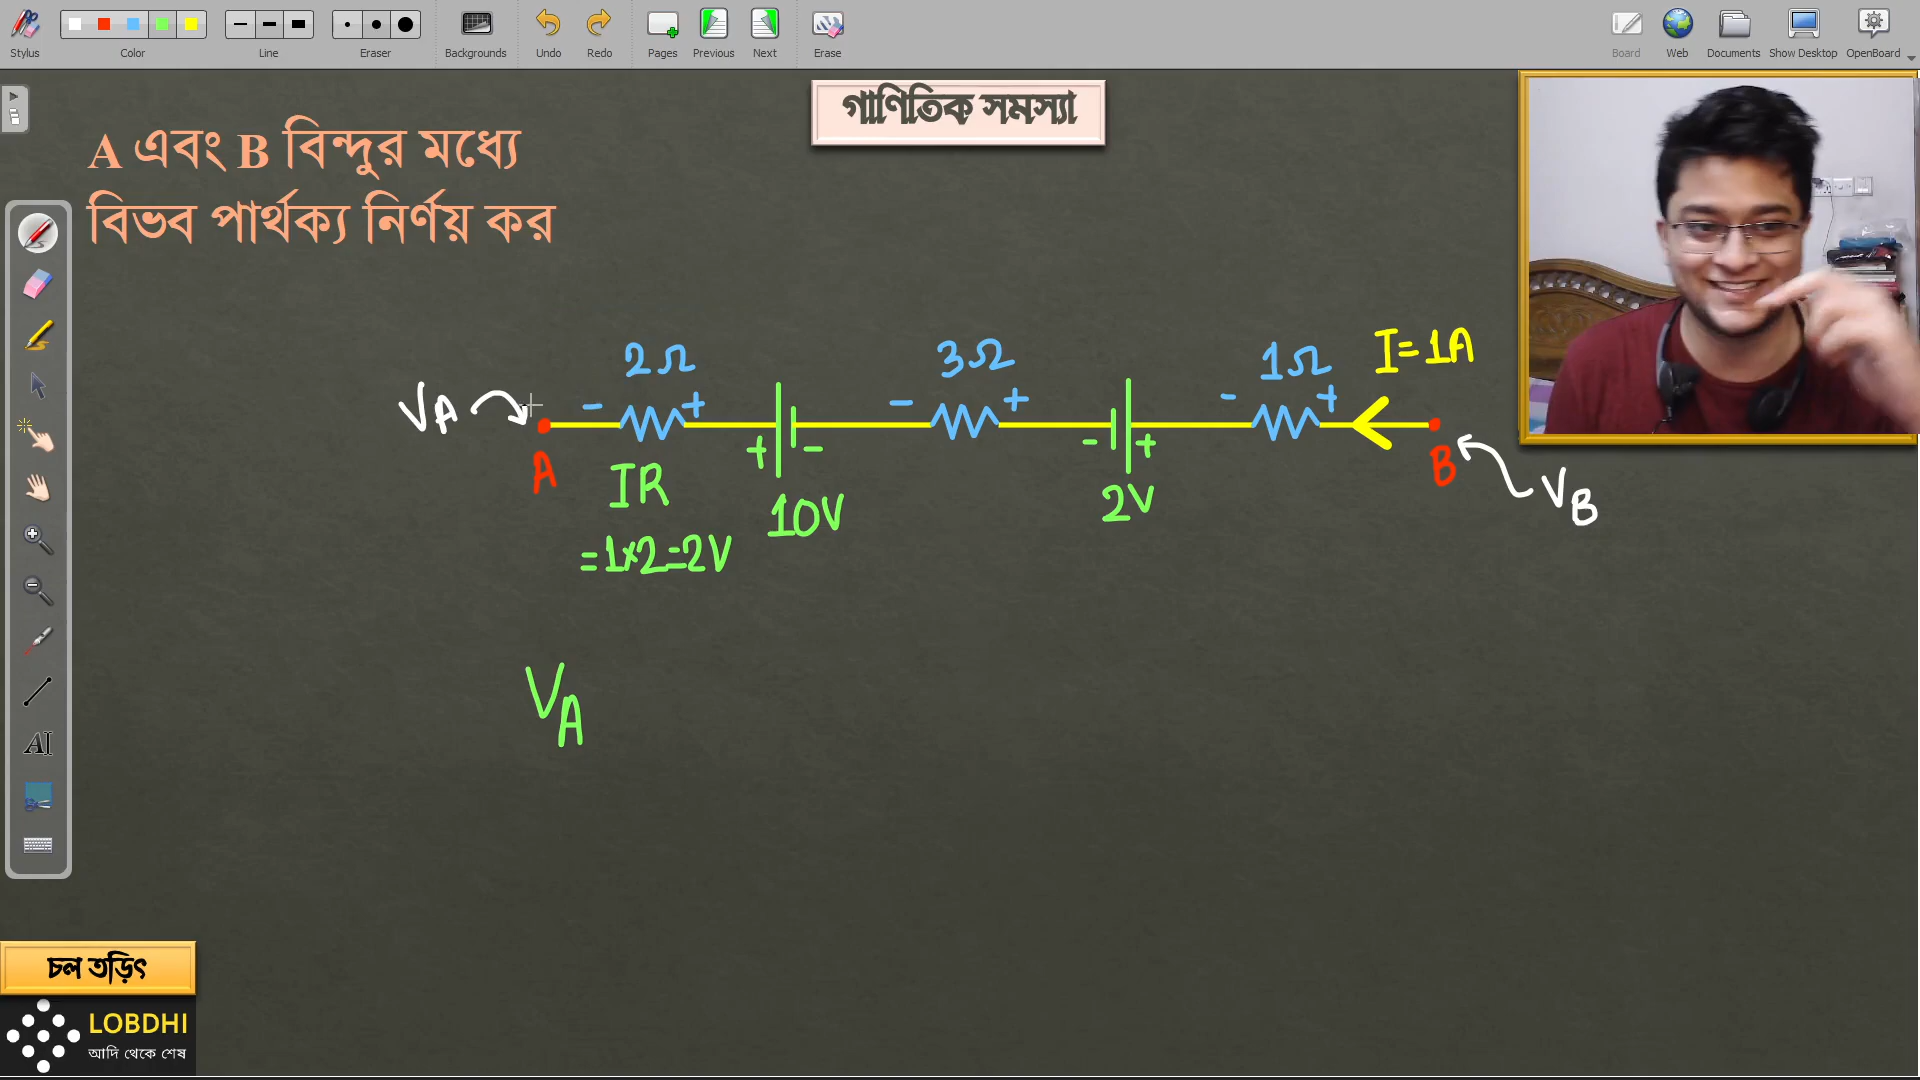 Stylus Color Line Eraser Backgrounds Undo Redo Pages Previous Next Erase Board Web Documents Show Desktop OpenBoard
গাণিতিক সমস্যা
A এবং B বিন্দুর মধ্যে
বিভব পার্থক্য নির্ণয় কর
2Ω 3Ω 1Ω I=1A
VA - + - + - +
+ - - +
A IR 10V 2V B VB
=1×2=2V
VA
AI
চল তড়িৎ
LOBDHI
আদি থেকে শেষ